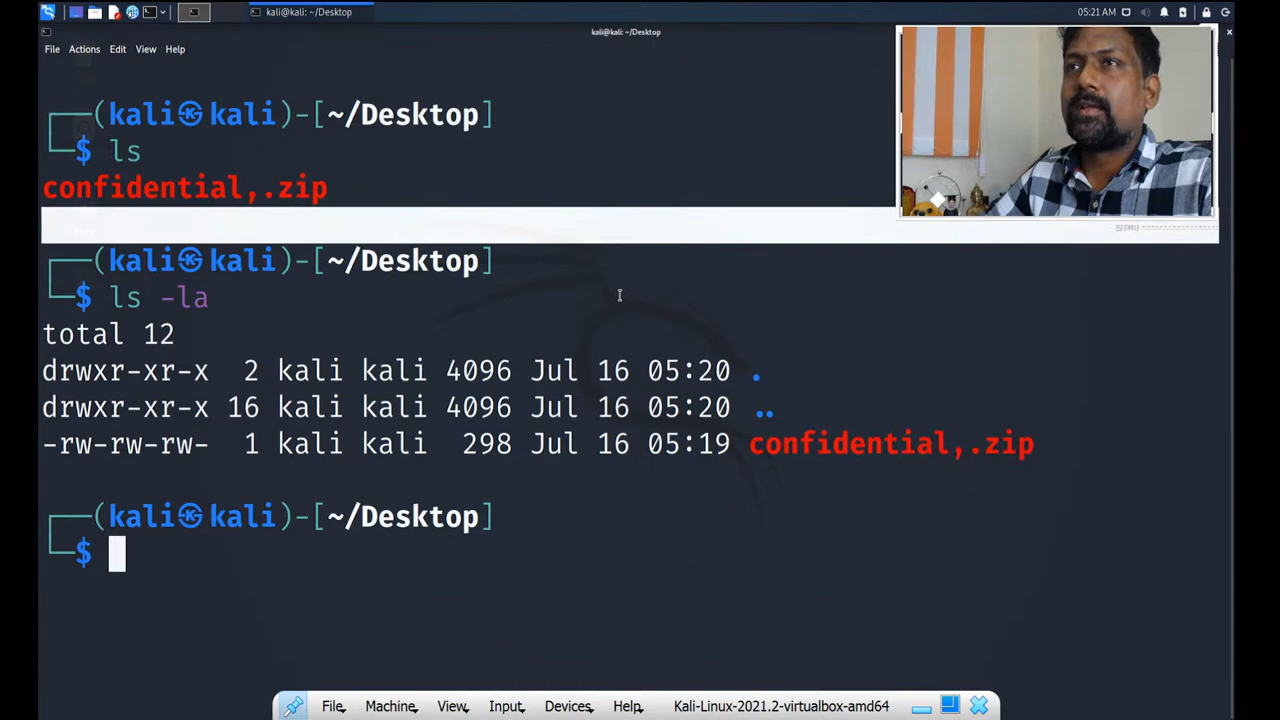 kali@kali: ~/Desktop
05:21 AM
kali@kali: ~/Desktop
File Actions Edit View Help
┌──(kali㉿kali)-[~/Desktop]
└─$ ls
confidential,.zip
┌──(kali㉿kali)-[~/Desktop]
└─$ ls -la
total 12
drwxr-xr-x 2 kali kali 4096 Jul 16 05:20 .
drwxr-xr-x 16 kali kali 4096 Jul 16 05:20 ..
-rw-rw-rw- 1 kali kali 298 Jul 16 05:19 confidential,.zip
┌──(kali㉿kali)-[~/Desktop]
└─$
File Machine View Input Devices Help Kali-Linux-2021.2-virtualbox-amd64